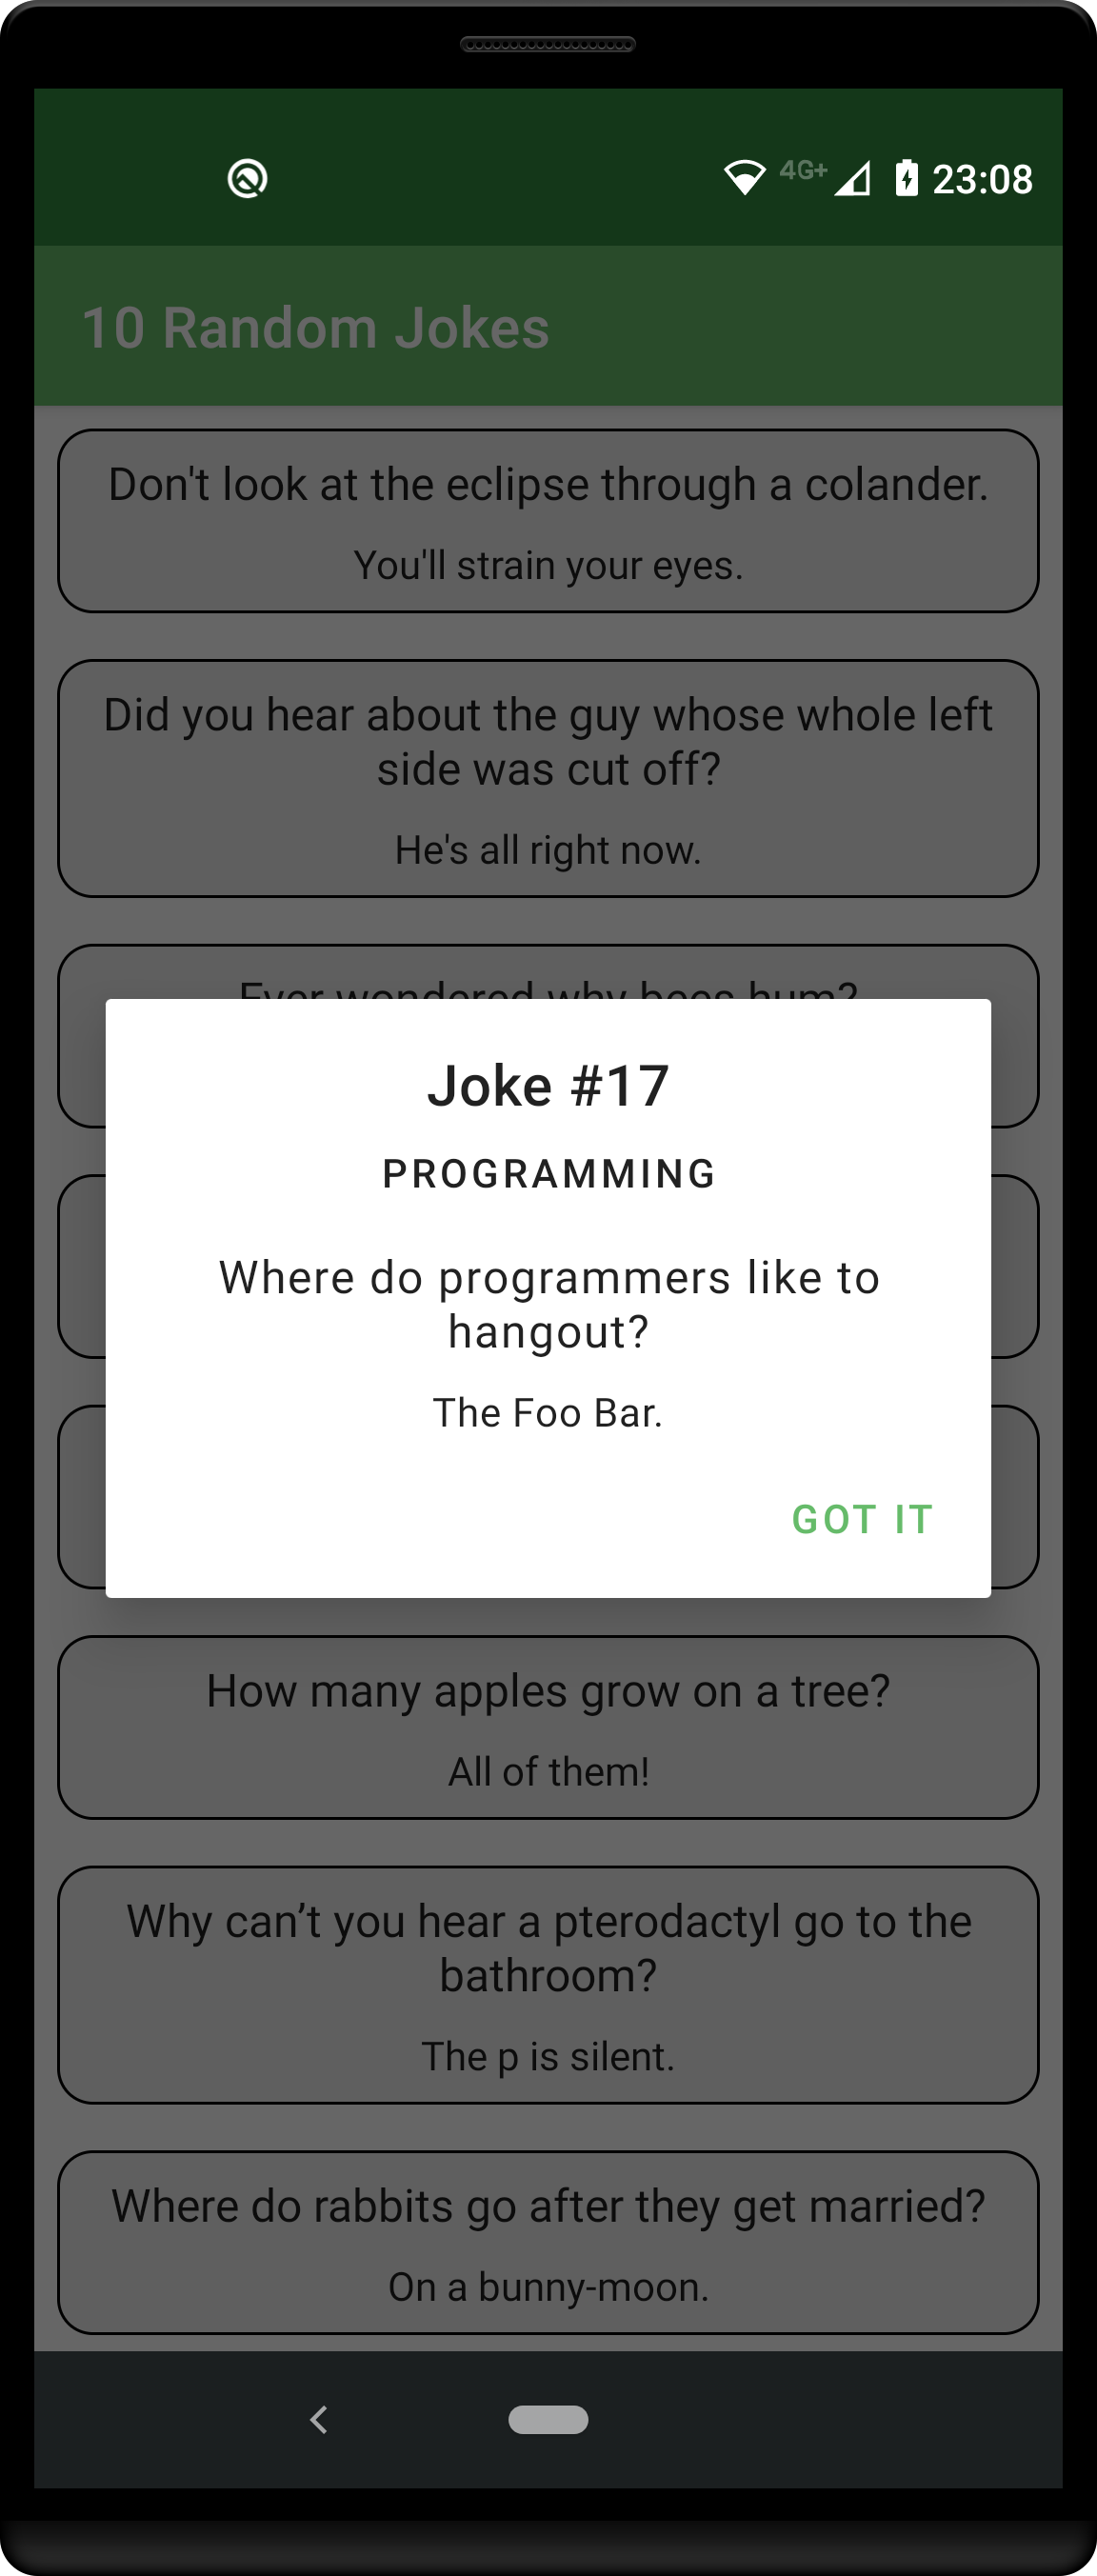 4G+ 23:08
10 Random Jokes
Don't look at the eclipse through a colander.
You'll strain your eyes.
Did you hear about the guy whose whole left
side was cut off?
He's all right now.
Ever wondered why bees hum?
Joke #17
PROGRAMMING
Where do programmers like to
hangout?
The Foo Bar.
GOT IT
How many apples grow on a tree?
All of them!
Why can’t you hear a pterodactyl go to the
bathroom?
The p is silent.
Where do rabbits go after they get married?
On a bunny-moon.